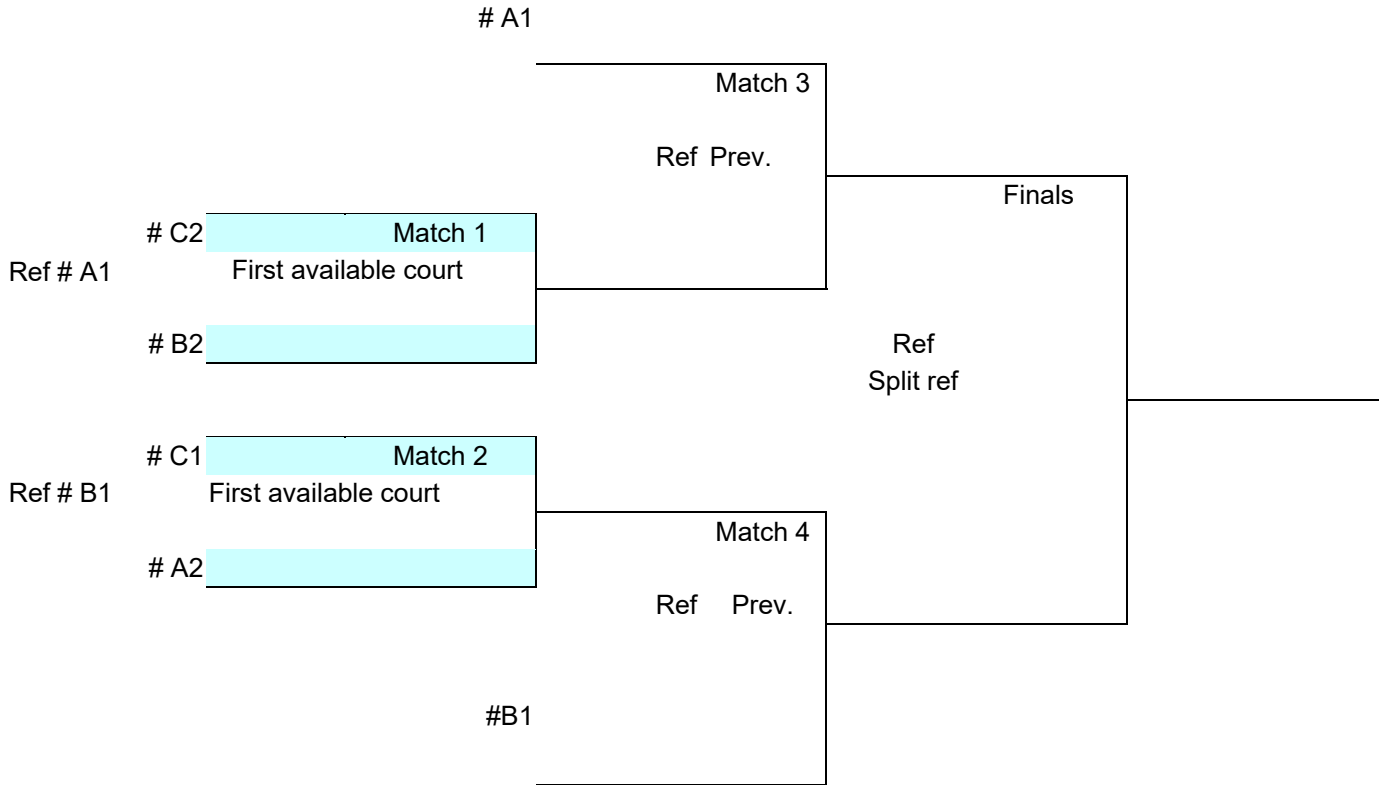 # A1
Match 3
Ref Prev.
Finals
# C2 Match 1
Ref # A1 First available court
# B2
Ref
Split ref
# C1 Match 2
Ref # B1 First available court
Match 4
# A2
Ref Prev.
#B1